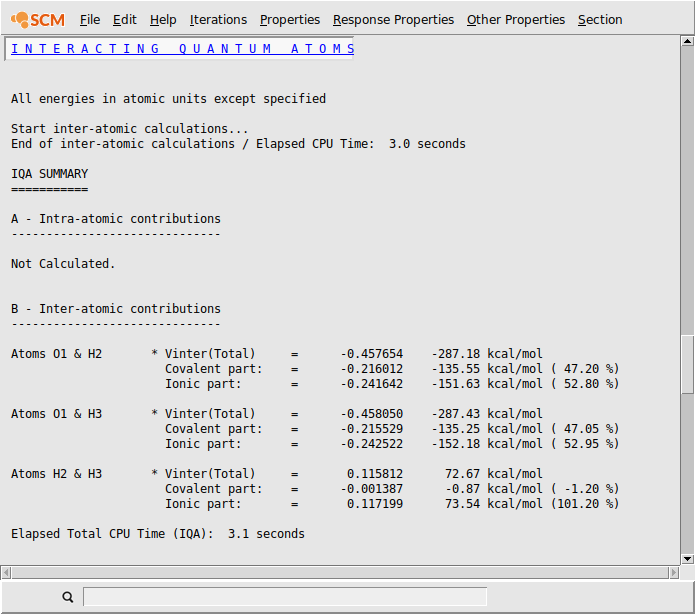 SCM File Edit Help Iterations Properties Response Properties Other Properties Section
I N T E R A C T I N G   Q U A N T U M   A T O M S
All energies in atomic units except specified
Start inter-atomic calculations...
End of inter-atomic calculations / Elapsed CPU Time:  3.0 seconds
IQA SUMMARY
===========
A - Intra-atomic contributions
------------------------------
Not Calculated.
B - Inter-atomic contributions
------------------------------
Atoms O1 & H2       * Vinter(Total)     =      -0.457654    -287.18 kcal/mol
                      Covalent part:    =      -0.216012    -135.55 kcal/mol ( 47.20 %)
                      Ionic part:       =      -0.241642    -151.63 kcal/mol ( 52.80 %)
Atoms O1 & H3       * Vinter(Total)     =      -0.458050    -287.43 kcal/mol
                      Covalent part:    =      -0.215529    -135.25 kcal/mol ( 47.05 %)
                      Ionic part:       =      -0.242522    -152.18 kcal/mol ( 52.95 %)
Atoms H2 & H3       * Vinter(Total)     =       0.115812      72.67 kcal/mol
                      Covalent part:    =      -0.001387      -0.87 kcal/mol ( -1.20 %)
                      Ionic part:       =       0.117199      73.54 kcal/mol (101.20 %)
Elapsed Total CPU Time (IQA):  3.1 seconds